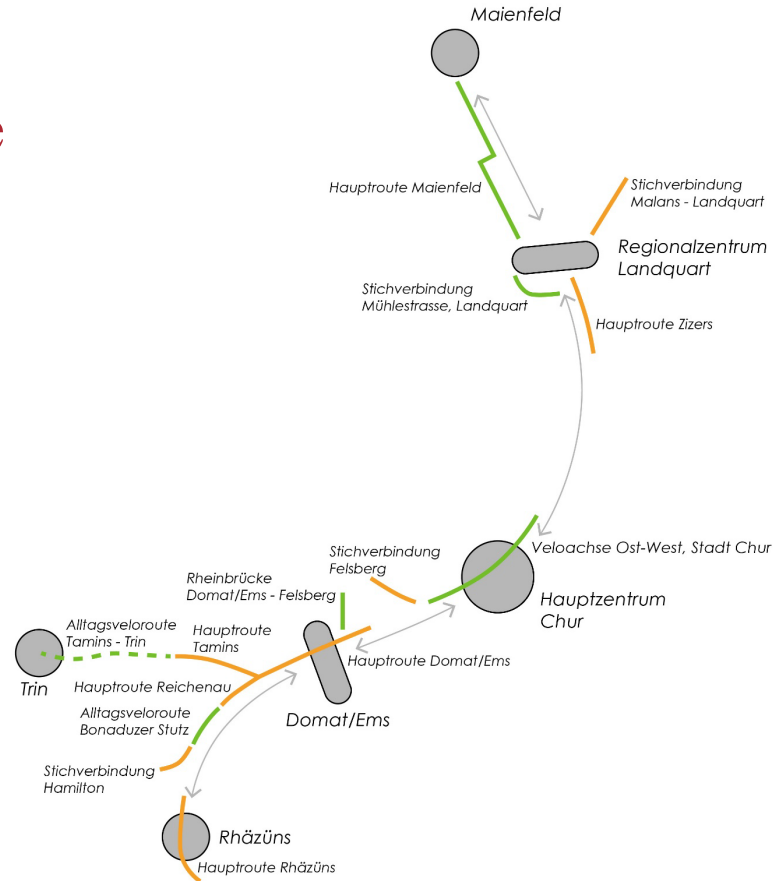 Maienfeld
Hauptroute Maienfeld
Stichverbindung
Malans - Landquart
Regionalzentrum
Landquart
Stichverbindung
Mühlestrasse, Landquart
Hauptroute Zizers
Stichverbindung
Felsberg
Veloachse Ost-West, Stadt Chur
Hauptzentrum
Chur
Rheinbrücke
Domat/Ems - Felsberg
Alltagsveloroute
Tamins - Trin
Hauptroute
Tamins
Hauptroute Domat/Ems
Trin
Hauptroute Reichenau
Domat/Ems
Alltagsveloroute
Bonaduzer Stutz
Stichverbindung
Hamilton
Rhäzüns
Hauptroute Rhäzüns